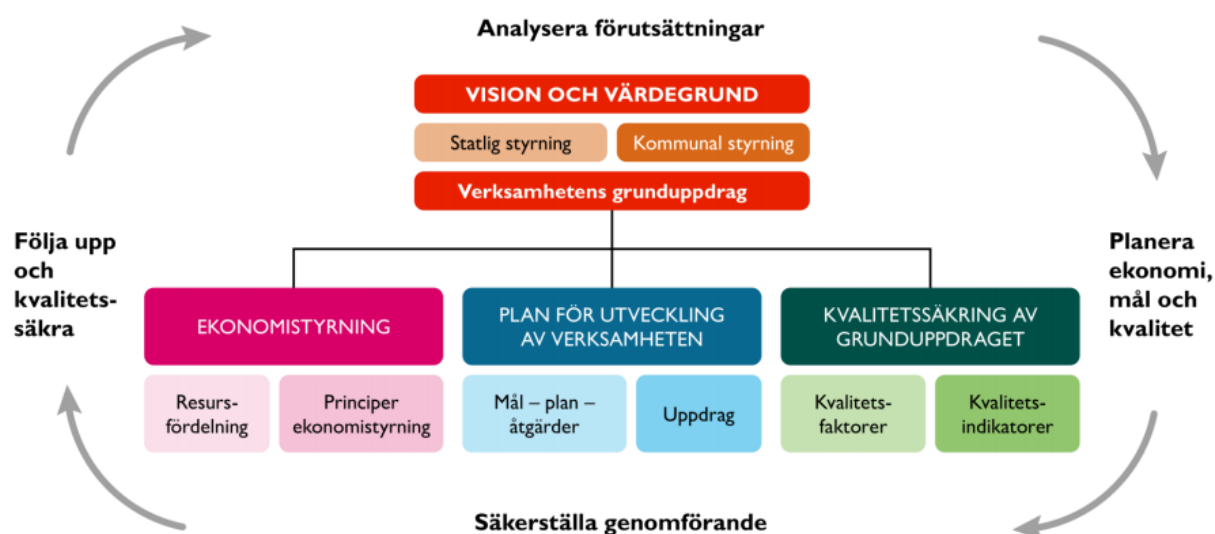 Analysera förutsättningar
VISION OCH VÄRDEGRUND
Statlig styrning
Kommunal styrning
Verksamhetens grunduppdrag
Följa upp
och
kvalitets-
säkra
Planera
ekonomi,
mål och
kvalitet
EKONOMISTYRNING
PLAN FÖR UTVECKLING
AV VERKSAMHETEN
KVALITETSSÄKRING AV
GRUNDUPPDRAGET
Resurs-
fördelning
Principer
ekonomistyrning
Mål – plan –
åtgärder
Uppdrag
Kvalitets-
faktorer
Kvalitets-
indikatorer
Säkerställa genomförande